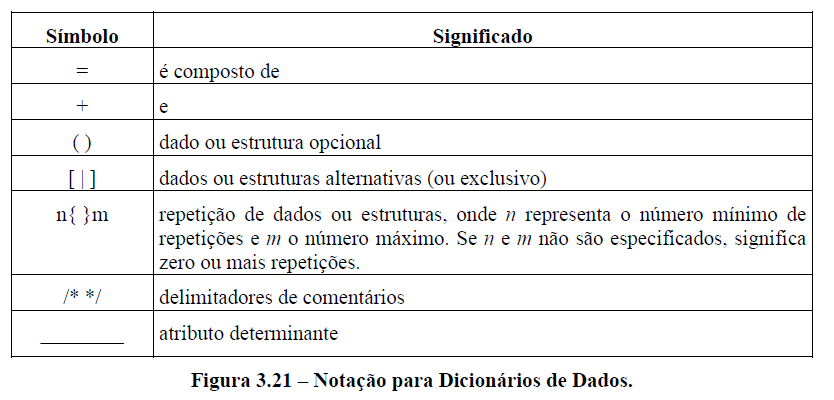 Símbolo Significado
= é composto de
+ e
( ) dado ou estrutura opcional
[ | ] dados ou estruturas alternativas (ou exclusivo)
n{ }m repetição de dados ou estruturas, onde n representa o número mínimo de
repetições e m o número máximo. Se n e m não são especificados, significa
zero ou mais repetições.
/* */ delimitadores de comentários
________ atributo determinante
Figura 3.21 – Notação para Dicionários de Dados.